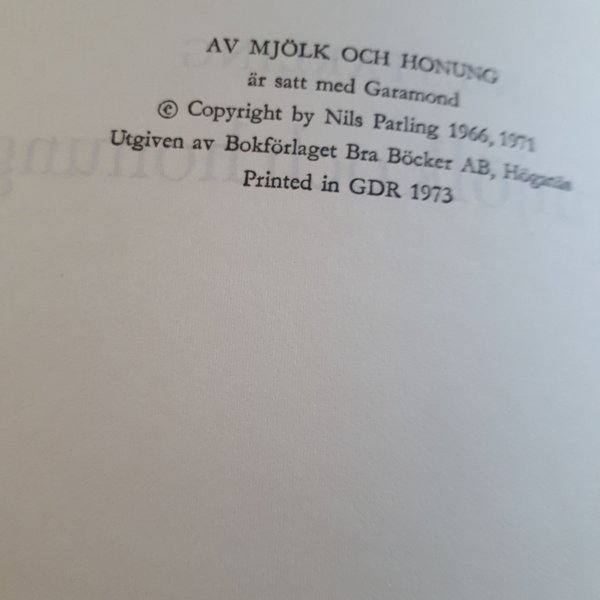 AV MJÖLK OCH HONUNG
är satt med Garamond
© Copyright by Nils Parling 1966, 1971
Utgiven av Bokförlaget Bra Böcker AB, Höganäs
Printed in GDR 1973